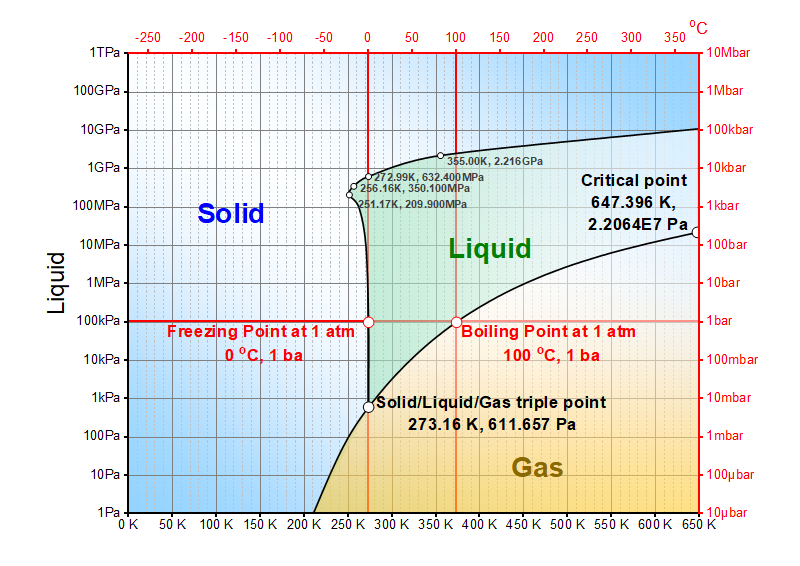 °C
-250 -200 -150 -100 -50 0 50 100 150 200 250 300 350
1TPa
10Mbar
100GPa
1Mbar
10GPa
100kbar
355.00K, 2.216GPa
1GPa
10kbar
272.99K, 632.400MPa
256.16K, 350.100MPa
251.17K, 209.900MPa
Critical point
647.396 K,
2.2064E7 Pa
100MPa
1kbar
Solid
Liquid
10MPa
100bar
1MPa
10bar
Liquid
100kPa
1bar
Freezing Point at 1 atm
0 °C, 1 ba
Boiling Point at 1 atm
100 °C, 1 ba
10kPa
100mbar
1kPa
10mbar
Solid/Liquid/Gas triple point
273.16 K, 611.657 Pa
100Pa
1mbar
Gas
10Pa
100μbar
1Pa
10μbar
0 K 50 K 100 K 150 K 200 K 250 K 300 K 350 K 400 K 450 K 500 K 550 K 600 K 650 K